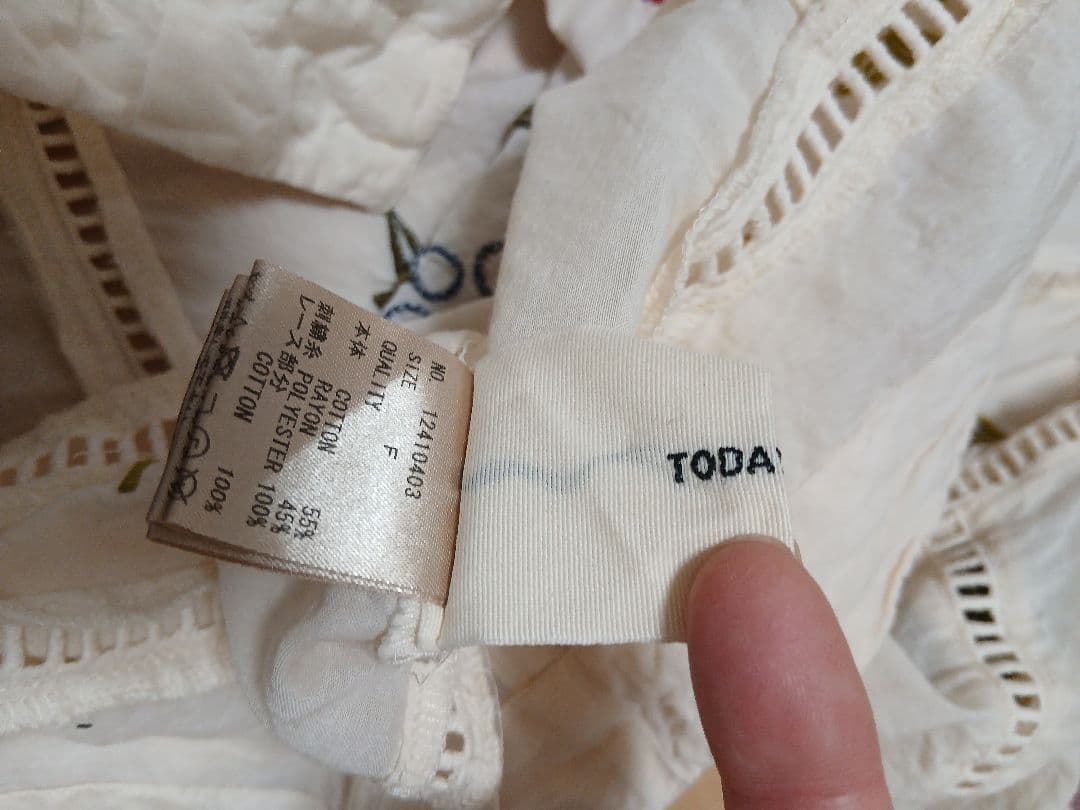 NO. 12410403
SIZE F
QUALITY
本体 COTTON 55%
RAYON 45%
刺繍糸 POLYESTER 100%
レース部分
COTTON 100%
TODA